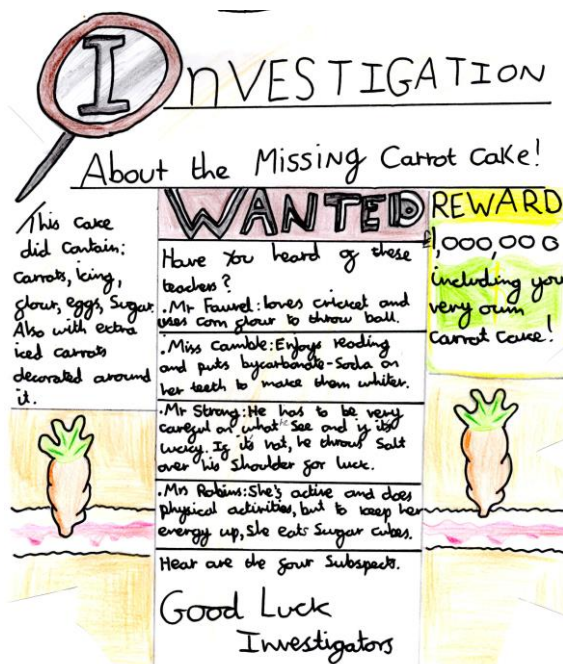 InVESTIGATION
About the Missing Carrot Cake!
This cake
did contain:
carrots, icing,
flour, eggs, Sugar.
Also with extra
iced carrots
decorated around
it.
WANTED
Have you heard of these
teachers?
.Mr Faurel: loves cricket and
uses corn flour to throw ball.
.Miss Camble: Enjoys reading
and puts bycarbonate-Soda on
her teeth to make them whiter.
.Mr Strong: He has to be very
careful on what he see and if its
lucky. If its not, he throws Salt
over his Shoulder for luck.
.Mrs Robins: She's active and does
physical activities, but to keep her
energy up, She eats Sugar cubes.
Hear are the four Subspects.
Good Luck
Investigators
REWARD
£1,000,000
including you
very own
Carrot Cake!